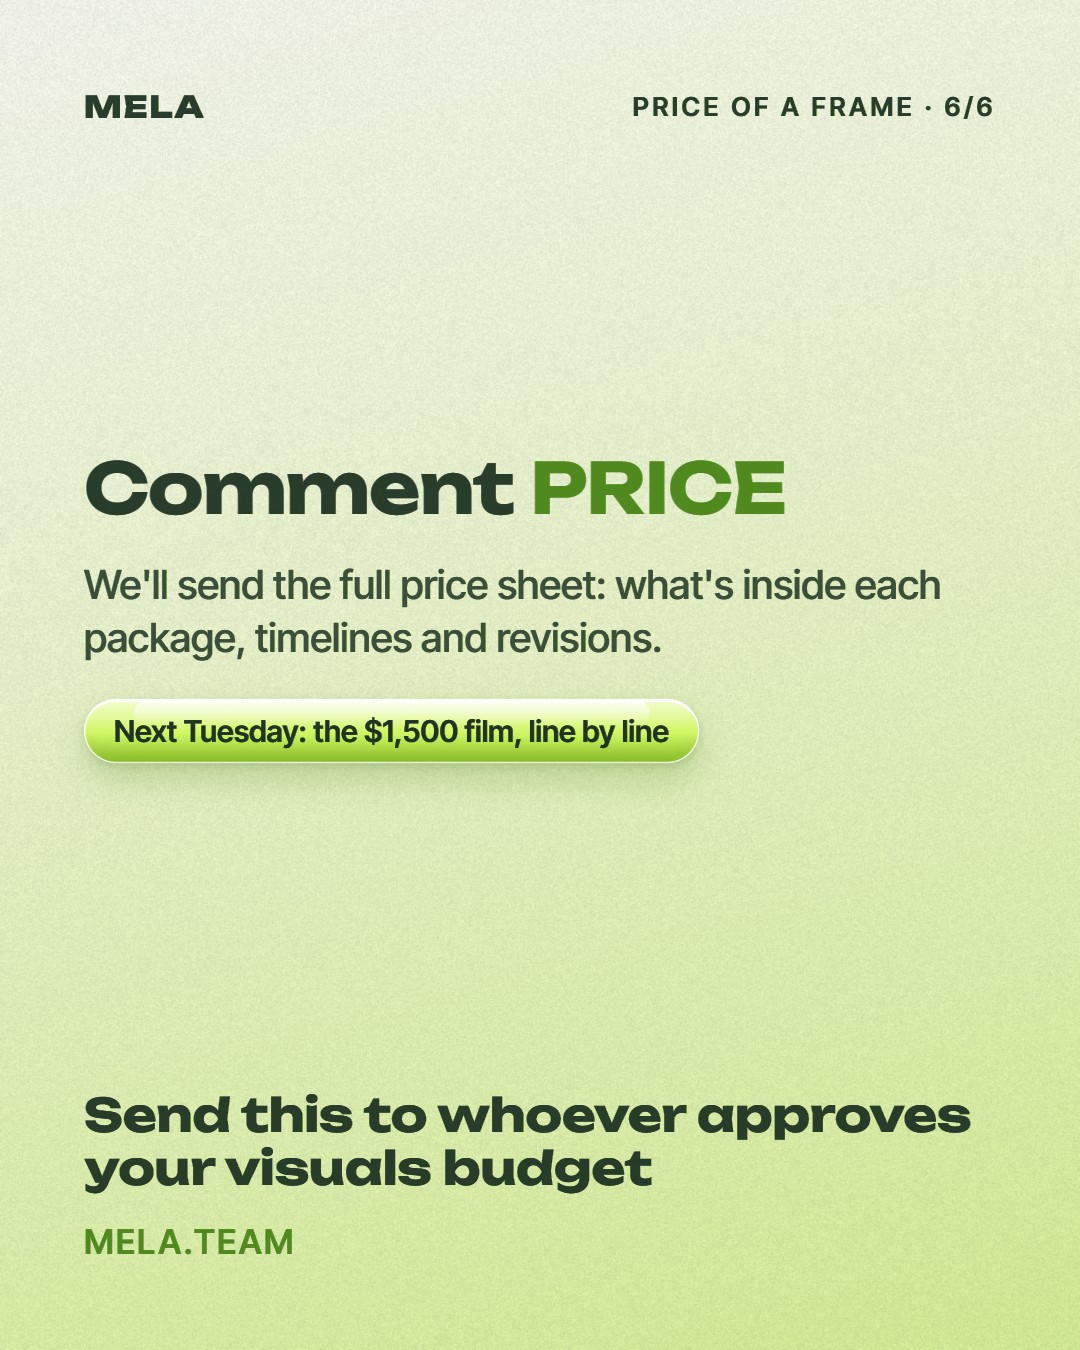 MELA
PRICE OF A FRAME · 6/6
Comment PRICE
We'll send the full price sheet: what's inside each
package, timelines and revisions.
Next Tuesday: the $1,500 film, line by line
Send this to whoever approves
your visuals budget
MELA.TEAM